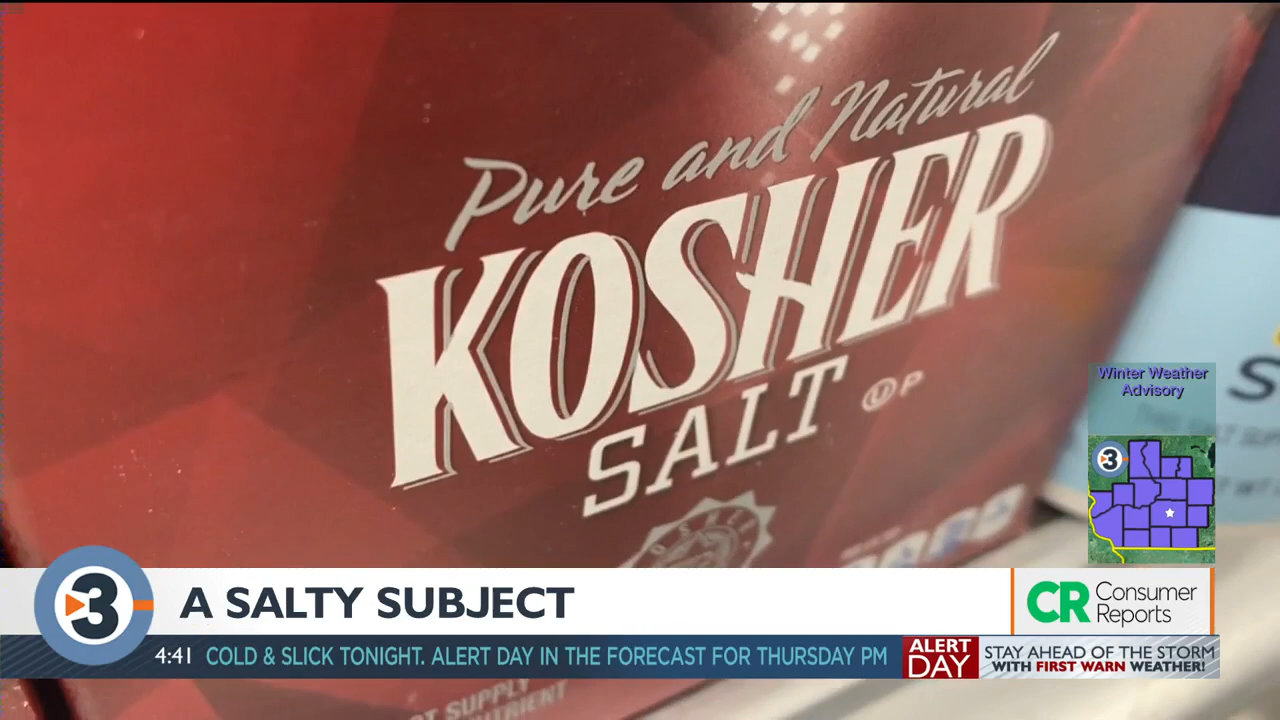 Pure and Natural
KOSHER
SALT
U P
S
Winter Weather
Advisory
3
3
A SALTY SUBJECT
CR Consumer
Reports
4:41 COLD & SLICK TONIGHT. ALERT DAY IN THE FORECAST FOR THURSDAY PM
ALERT
DAY
STAY AHEAD OF THE STORM
WITH FIRST WARN WEATHER!
SUPPLY